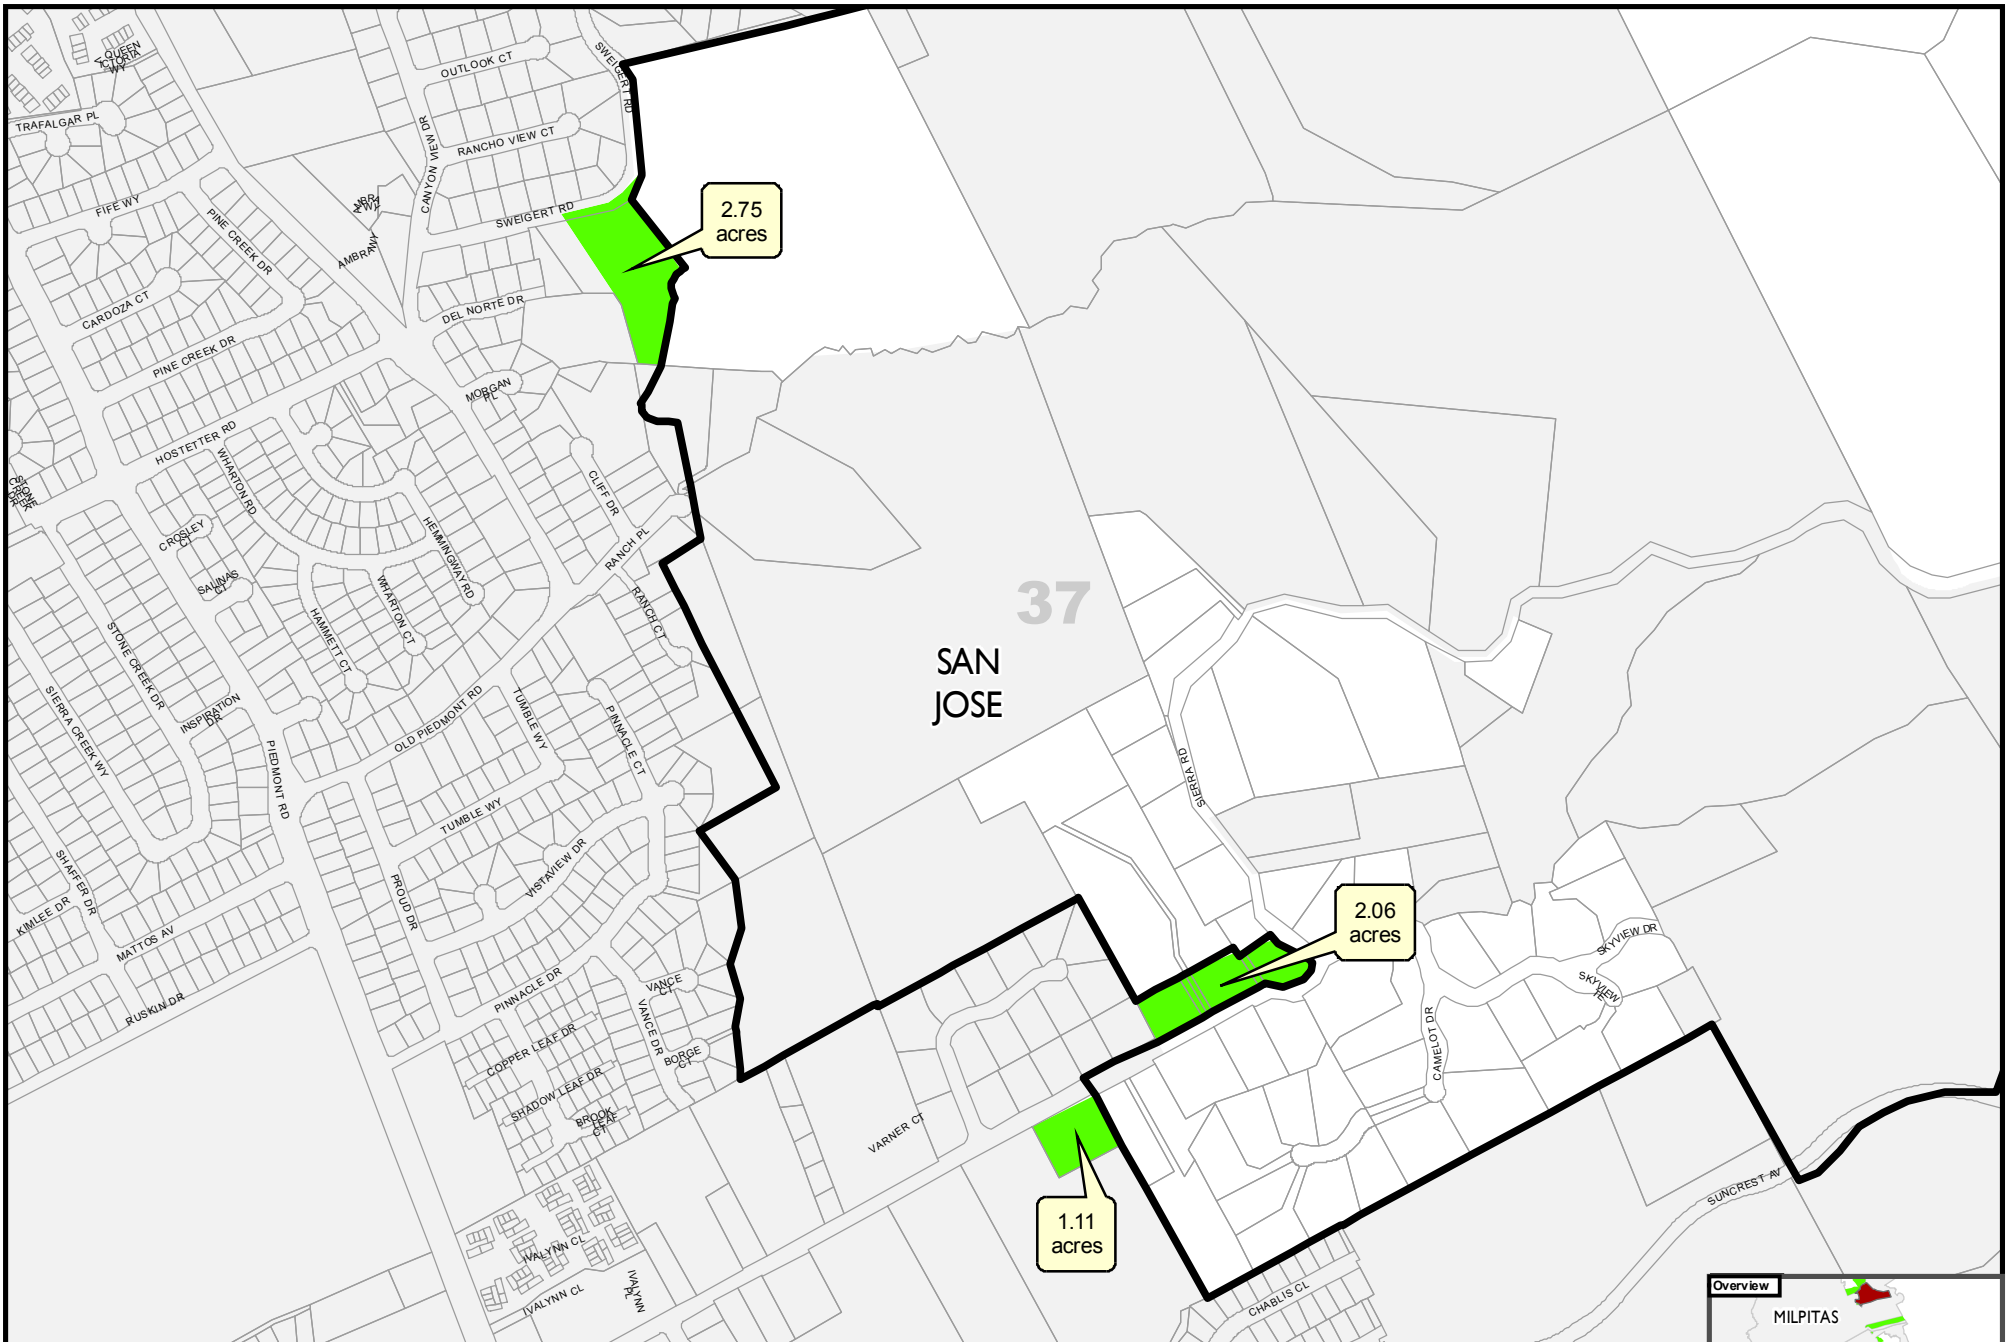 QUEEN
VICTORIA
WY
OUTLOOK CT
SWEIGERT RD
TRAFALGAR PL
CANYON VIEW DR
RANCHO VIEW CT
FIFE WY
PINE CREEK DR
AMBRA WY
SWEIGERT RD
2.75
acres
CARDOZA CT
DEL NORTE DR
PINE CREEK DR
MORGAN
PL
HOSTETTER RD
WHARTON RD
STONE
CREEK
DR
CLIFF DR
CROSLEY
CT
HEMMINGWAY RD
RANCH PL
SALINAS
CT
WHARTON CT
HAMMETT CT
RANCH CT
37
SAN
JOSE
STONE CREEK DR
SIERRA CREEK WY
INSPIRATION
DR
OLD PIEDMONT RD
TUMBLE WY
PINNACLE CT
PIEDMONT RD
SIERRA RD
TUMBLE WY
VISTAVIEW DR
SHAFFER DR
PROUD DR
KIMLEE DR
MATTOS AV
2.06
acres
SKYVIEW DR
SKYVIEW
TE
PINNACLE DR
VANCE
CT
RUSKIN DR
VANCE DR
COPPER LEAF DR
BORGE
CT
CAMELOT DR
SHADOW LEAF DR
BROOK
LEAF
CT
VARNER CT
1.11
acres
SUNCREST AV
IVALYNN CL
IVALYNN CL
IVALYNN
PL
CHABLIS CL
Overview
MILPITAS